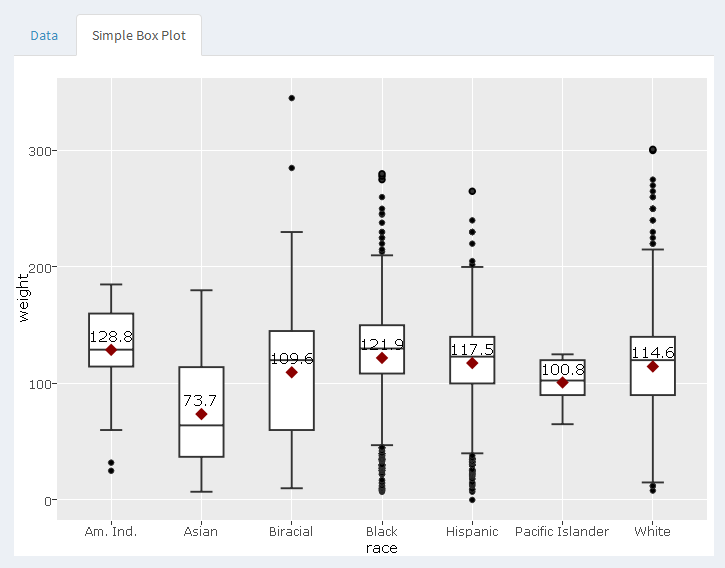 Data Simple Box Plot
300
200
100
0
weight
128.8
73.7
109.6
121.9
117.5
100.8
114.6
Am. Ind. Asian Biracial Black Hispanic Pacific Islander White
race